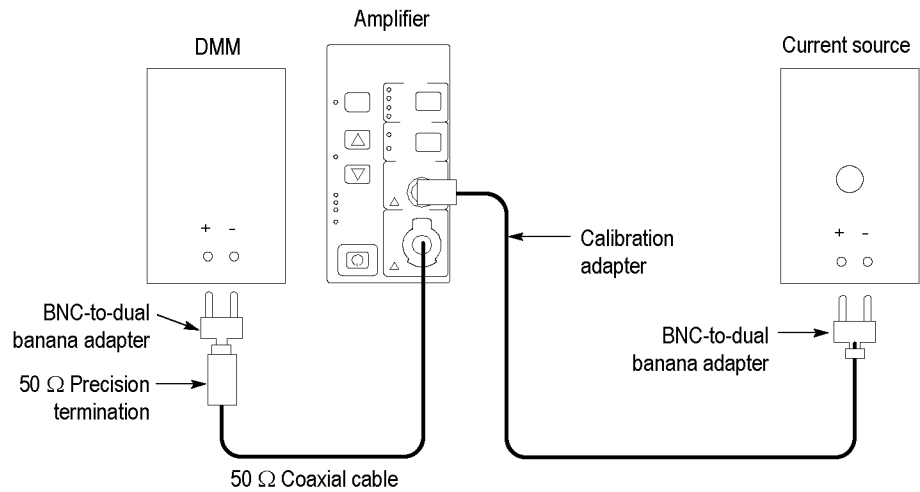 Amplifier
DMM
Current source
+ -
+ -
Calibration
adapter
BNC-to-dual
banana adapter
BNC-to-dual
banana adapter
50 Ω Precision
termination
50 Ω Coaxial cable